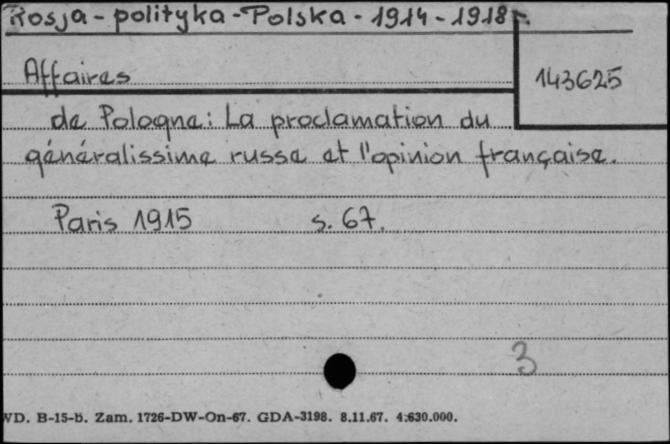 Rosja - polityka - Polska - 1914 - 1918 r.
Affaires
143625
de Pologne: La proclamation du
généralissime russe et l'opinion française.
Paris 1915 s. 67.
3
WD. B-15-b. Zam. 1726-DW-On-67. GDA-3198. 8.11.67. 4:630.000.